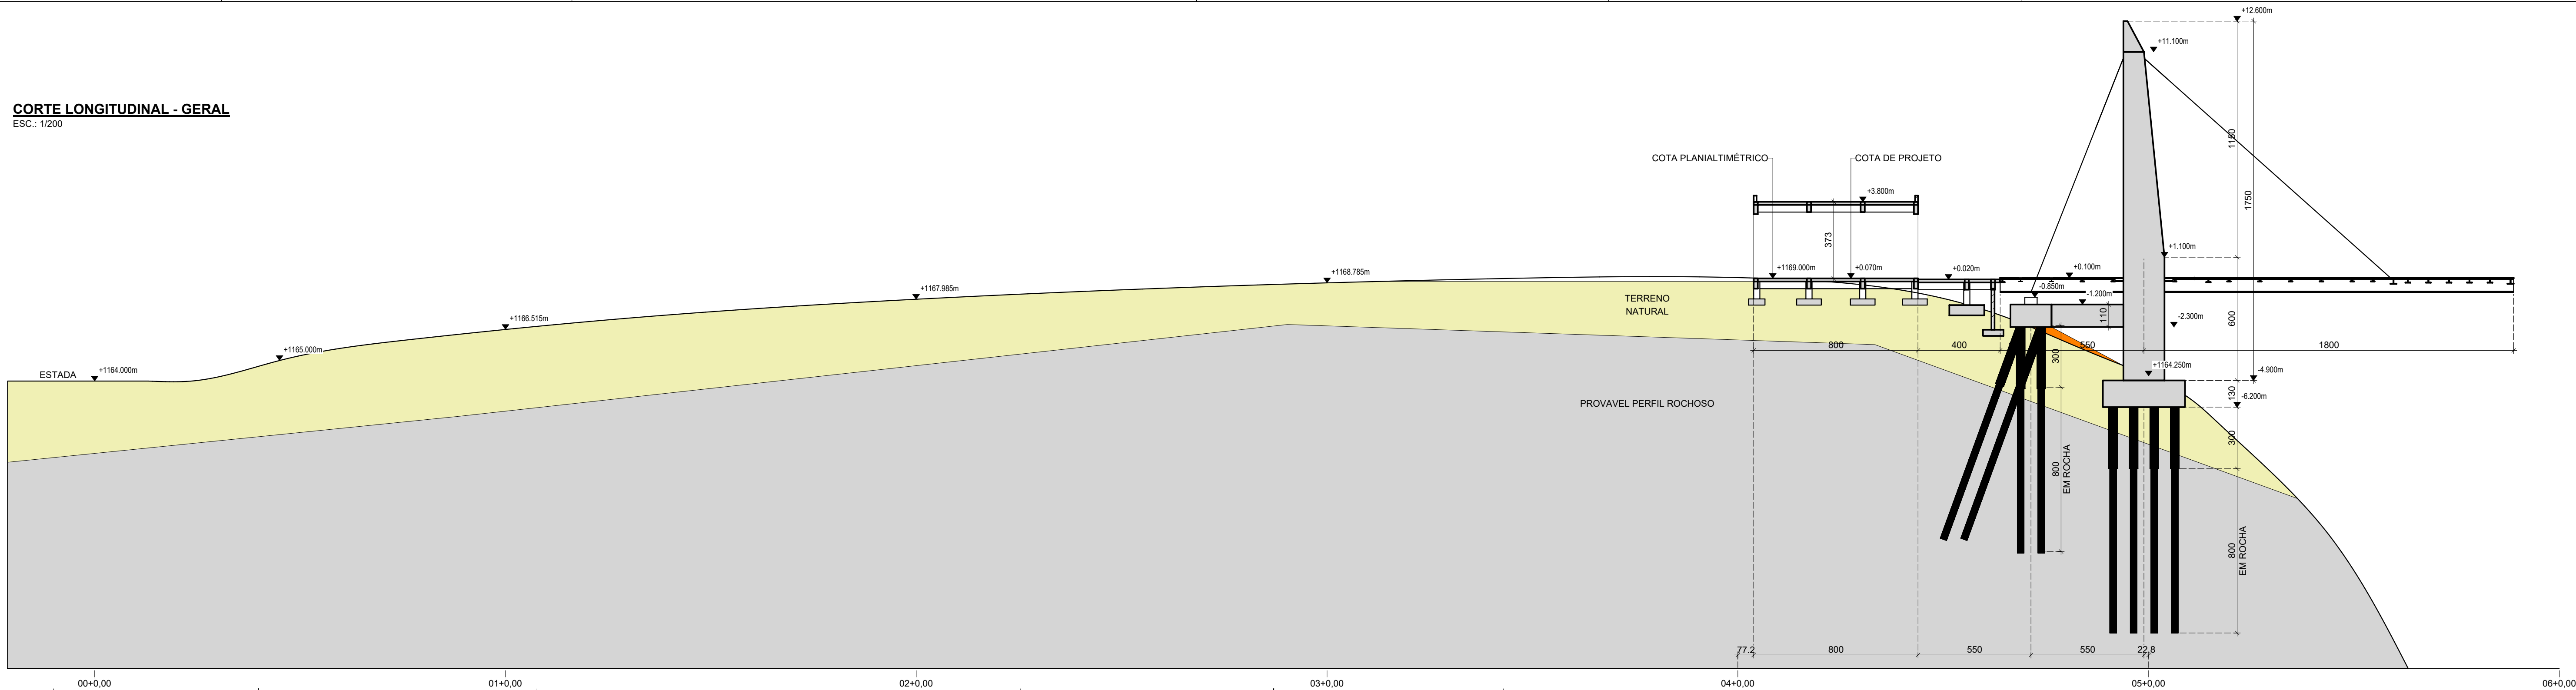 +12.600m
+11.100m
CORTE LONGITUDINAL - GERAL
ESC.: 1/200
1150
COTA PLANIALTIMÉTRICO
COTA DE PROJETO
+3.800m
1750
373
+1.100m
+1168.785m
+1169.000m
+0.070m
+0.020m
+0.100m
+1167.985m
-0.850m
-1.200m
TERRENO
NATURAL
110
-2.300m
600
+1166.515m
800
400
550
1800
+1165.000m
300
+1164.250m
-4.900m
ESTADA
+1164.000m
130
-6.200m
PROVAVEL PERFIL ROCHOSO
300
800
EM ROCHA
800
EM ROCHA
77.2
800
550
550
22.8
00+0,00
01+0,00
02+0,00
03+0,00
04+0,00
05+0,00
06+0,00